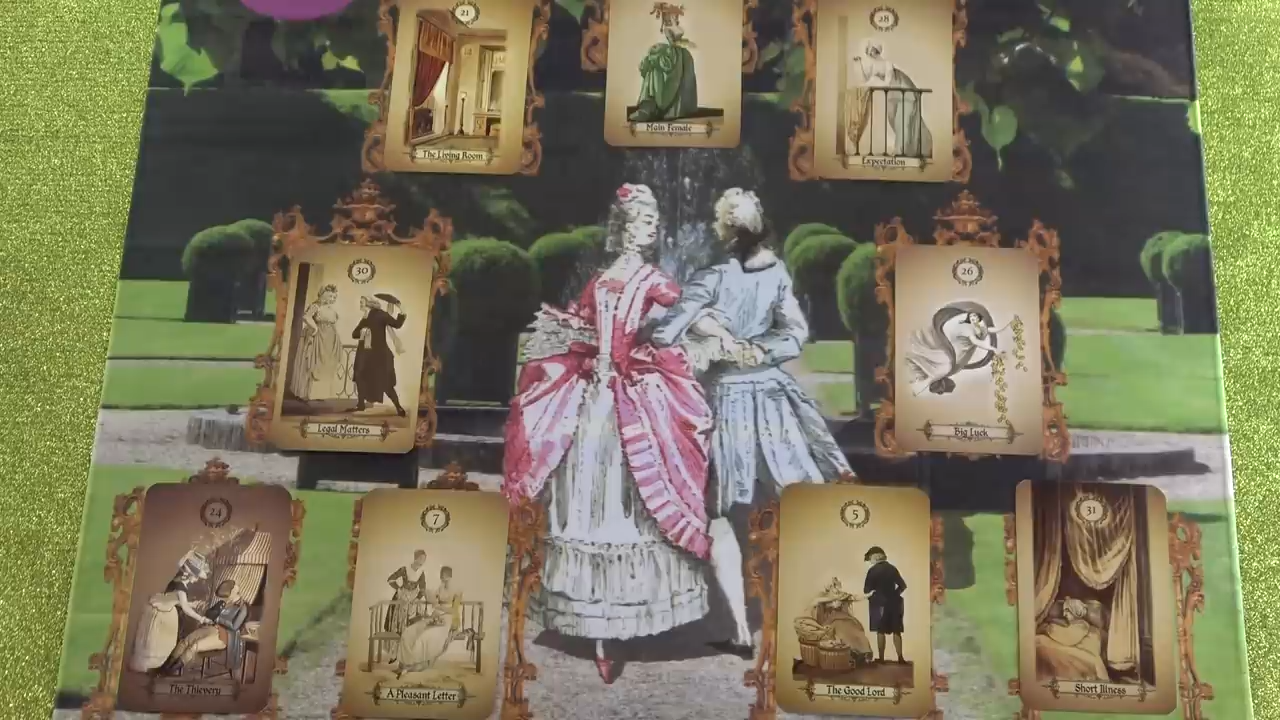 21
The Living Room
Main Female
28
Expectation
30
Legal Matters
26
Big Luck
24
The Thievery
7
A Pleasant Letter
5
The Good Lord
31
Short Illness